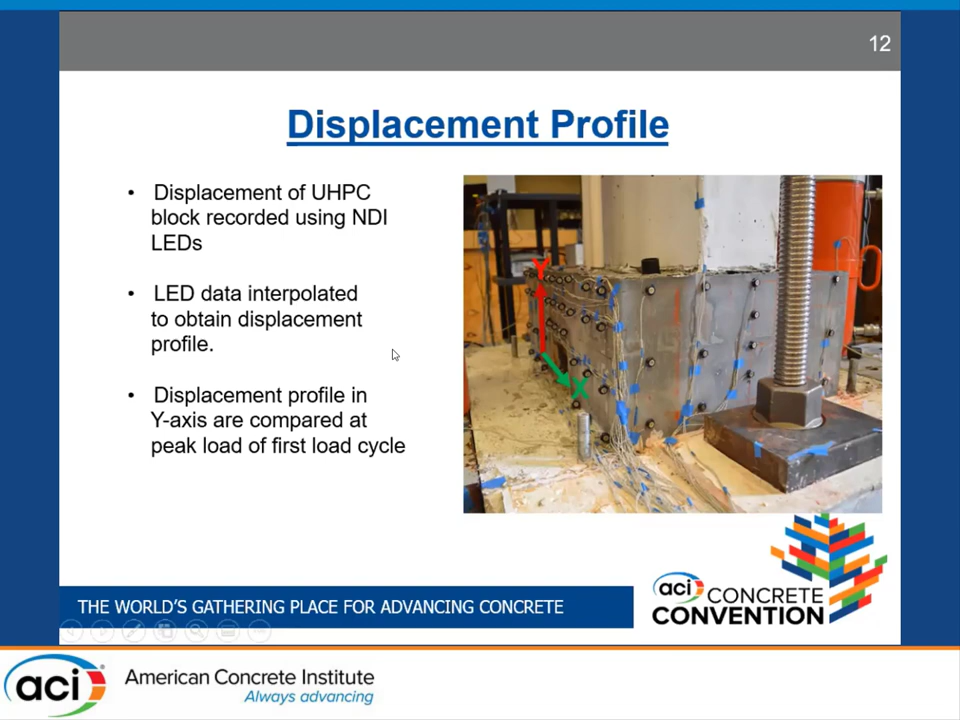 12
Displacement Profile
• Displacement of UHPC
block recorded using NDI
LEDs
• LED data interpolated
to obtain displacement
profile.
• Displacement profile in
Y-axis are compared at
peak load of first load cycle
Y
X
THE WORLD'S GATHERING PLACE FOR ADVANCING CONCRETE
aci CONCRETE
CONVENTION
aci
American Concrete Institute
Always advancing